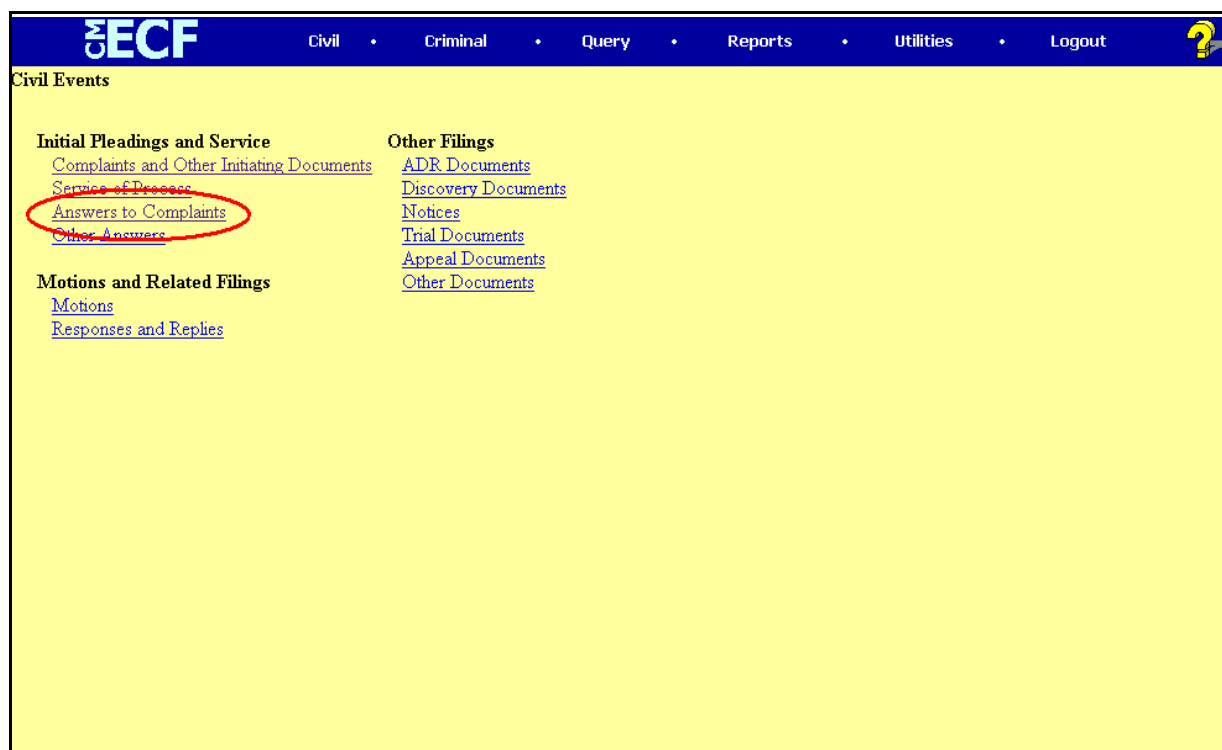 CM ECF Civil • Criminal • Query • Reports • Utilities • Logout ?
Civil Events
Initial Pleadings and Service
Complaints and Other Initiating Documents
Service of Process
Answers to Complaints
Other Answers
Motions and Related Filings
Motions
Responses and Replies
Other Filings
ADR Documents
Discovery Documents
Notices
Trial Documents
Appeal Documents
Other Documents